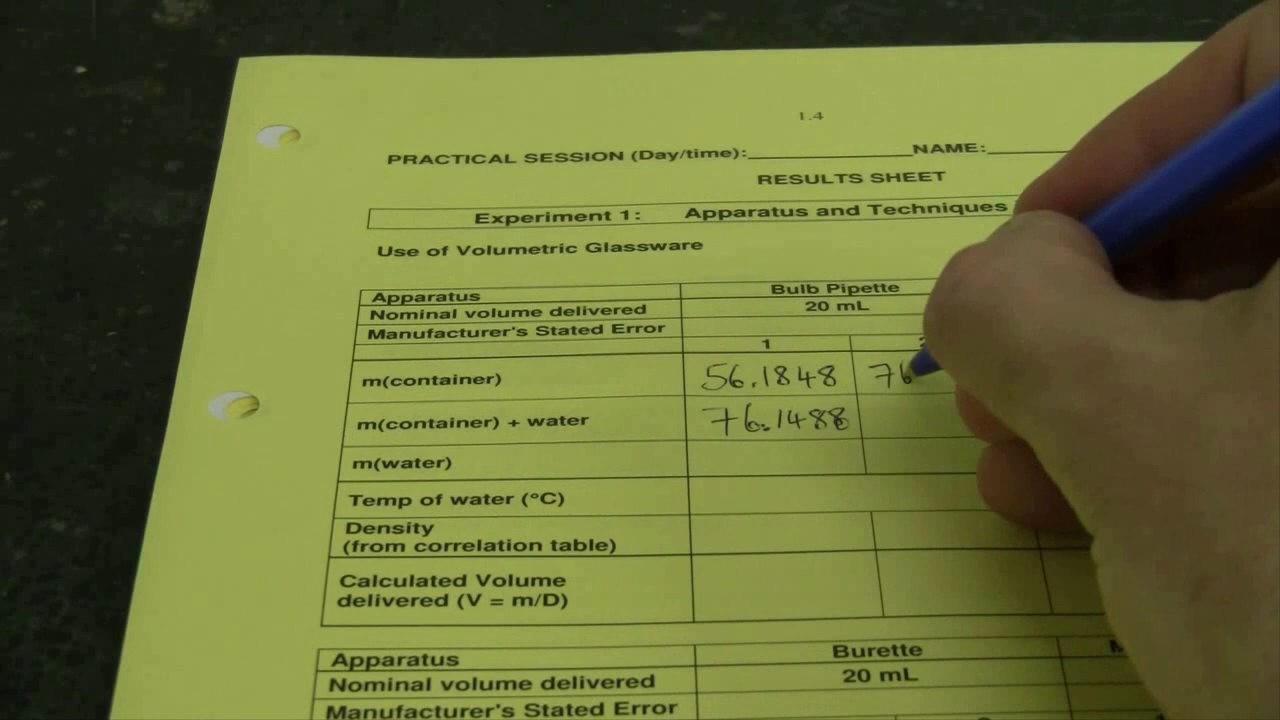 1.4
PRACTICAL SESSION (Day/time):____________NAME:______
RESULTS SHEET
Experiment 1: Apparatus and Techniques
Use of Volumetric Glassware
Apparatus Bulb Pipette
Nominal volume delivered 20 mL
Manufacturer's Stated Error
1
m(container) 56.1848 76
m(container) + water 76.1488
m(water)
Temp of water (°C)
Density
(from correlation table)
Calculated Volume
delivered (V = m/D)
Apparatus Burette
Nominal volume delivered 20 mL
Manufacturer's Stated Error